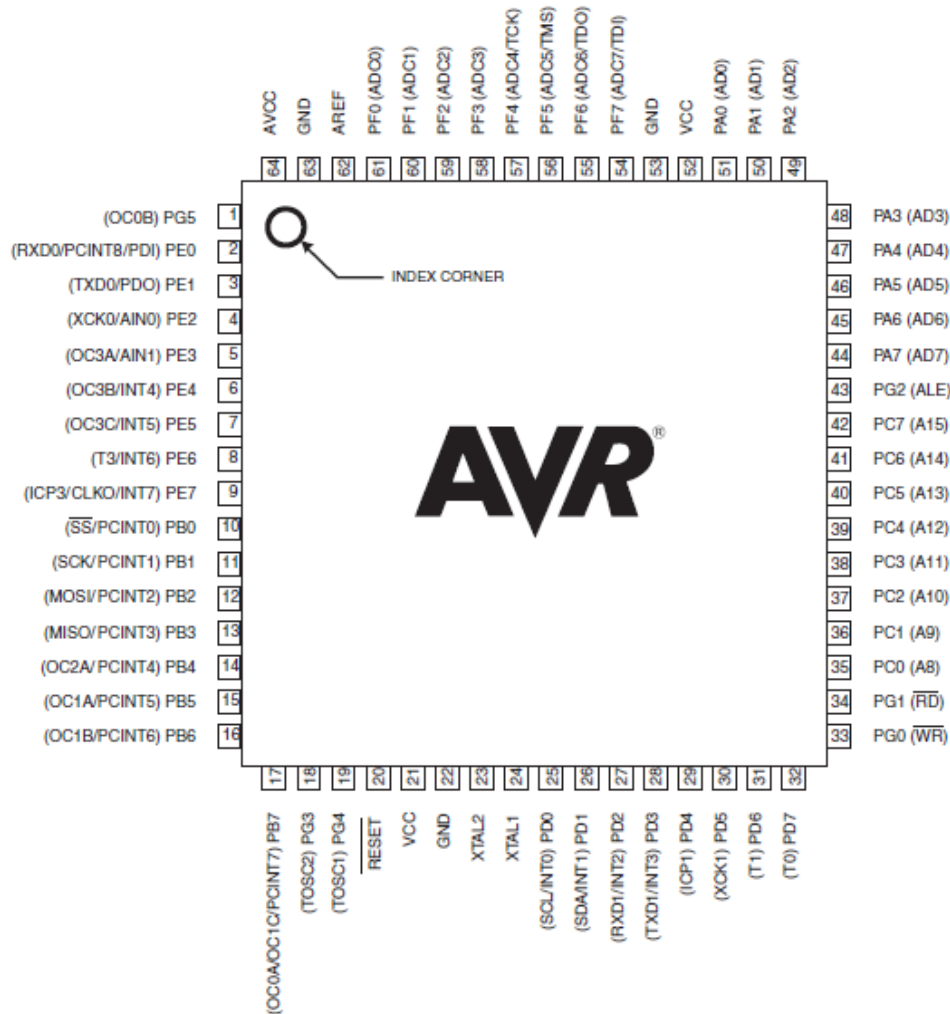 AVCC
GND
AREF
PF0 (ADC0)
PF1 (ADC1)
PF2 (ADC2)
PF3 (ADC3)
PF4 (ADC4/TCK)
PF5 (ADC5/TMS)
PF6 (ADC6/TDO)
PF7 (ADC7/TDI)
GND
VCC
PA0 (AD0)
PA1 (AD1)
PA2 (AD2)
64
63
62
61
60
59
58
57
56
55
54
53
52
51
50
49
(OC0B) PG5 1
(RXD0/PCINT8/PDI) PE0 2
(TXD0/PDO) PE1 3
(XCK0/AIN0) PE2 4
(OC3A/AIN1) PE3 5
(OC3B/INT4) PE4 6
(OC3C/INT5) PE5 7
(T3/INT6) PE6 8
(ICP3/CLKO/INT7) PE7 9
(SS/PCINT0) PB0 10
(SCK/PCINT1) PB1 11
(MOSI/PCINT2) PB2 12
(MISO/PCINT3) PB3 13
(OC2A/PCINT4) PB4 14
(OC1A/PCINT5) PB5 15
(OC1B/PCINT6) PB6 16
INDEX CORNER
AVR®
48 PA3 (AD3)
47 PA4 (AD4)
46 PA5 (AD5)
45 PA6 (AD6)
44 PA7 (AD7)
43 PG2 (ALE)
42 PC7 (A15)
41 PC6 (A14)
40 PC5 (A13)
39 PC4 (A12)
38 PC3 (A11)
37 PC2 (A10)
36 PC1 (A9)
35 PC0 (A8)
34 PG1 (RD)
33 PG0 (WR)
17
18
19
20
21
22
23
24
25
26
27
28
29
30
31
32
(OC0A/OC1C/PCINT7) PB7
(TOSC2) PG3
(TOSC1) PG4
RESET
VCC
GND
XTAL2
XTAL1
(SCL/INT0) PD0
(SDA/INT1) PD1
(RXD1/INT2) PD2
(TXD1/INT3) PD3
(ICP1) PD4
(XCK1) PD5
(T1) PD6
(T0) PD7